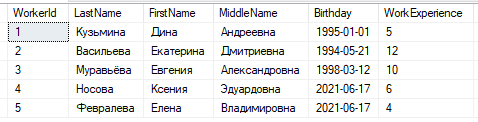 WorkerId LastName FirstName MiddleName Birthday WorkExperience
1 Кузьмина Дина Андреевна 1995-01-01 5
2 Васильева Екатерина Дмитриевна 1994-05-21 12
3 Муравьёва Евгения Александровна 1998-03-12 10
4 Носова Ксения Эдуардовна 2021-06-17 6
5 Февралева Елена Владимировна 2021-06-17 4